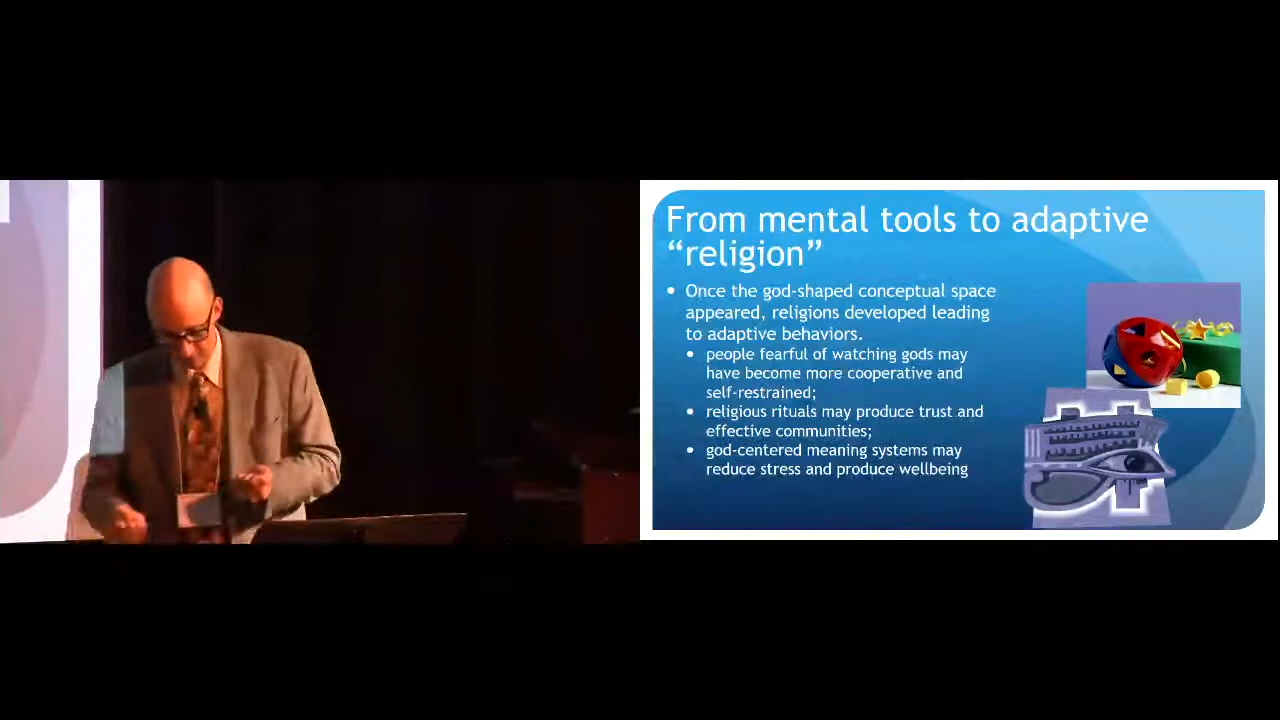 From mental tools to adaptive
“religion”
• Once the god-shaped conceptual space
appeared, religions developed leading
to adaptive behaviors.
• people fearful of watching gods may
have become more cooperative and
self-restrained;
• religious rituals may produce trust and
effective communities;
• god-centered meaning systems may
reduce stress and produce wellbeing